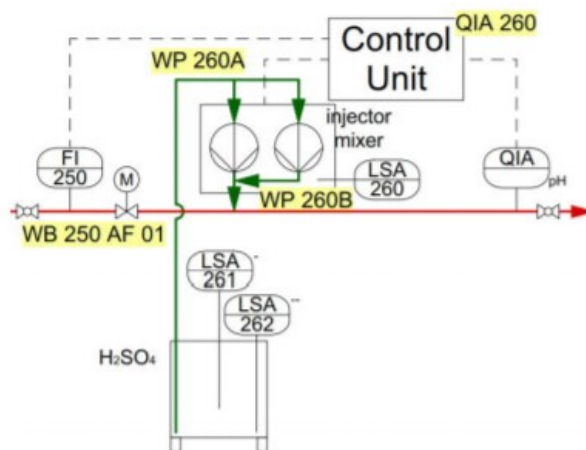 QIA 260
Control
Unit
WP 260A
injector
mixer
FI
250
M
LSA
260
QIA
pH
WP 260B
WB 250 AF 01
LSA -
261
LSA --
262
H₂SO₄